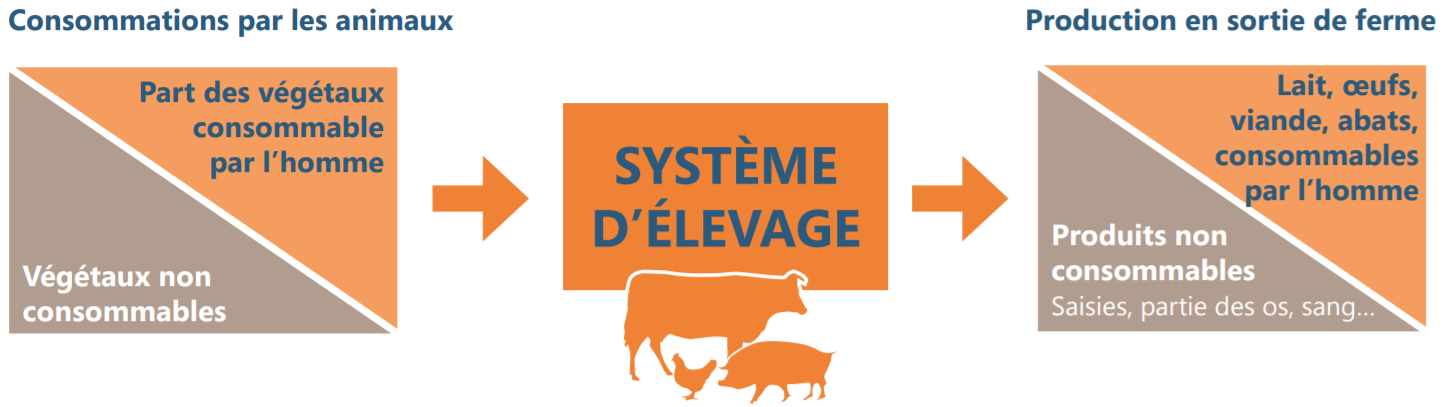 Consommations par les animaux
Part des végétaux
consommable
par l’homme
Végétaux non
consommables
SYSTÈME
D’ÉLEVAGE
Production en sortie de ferme
Lait, œufs,
viande, abats,
consommables
par l’homme
Produits non
consommables
Saisies, partie des os, sang...